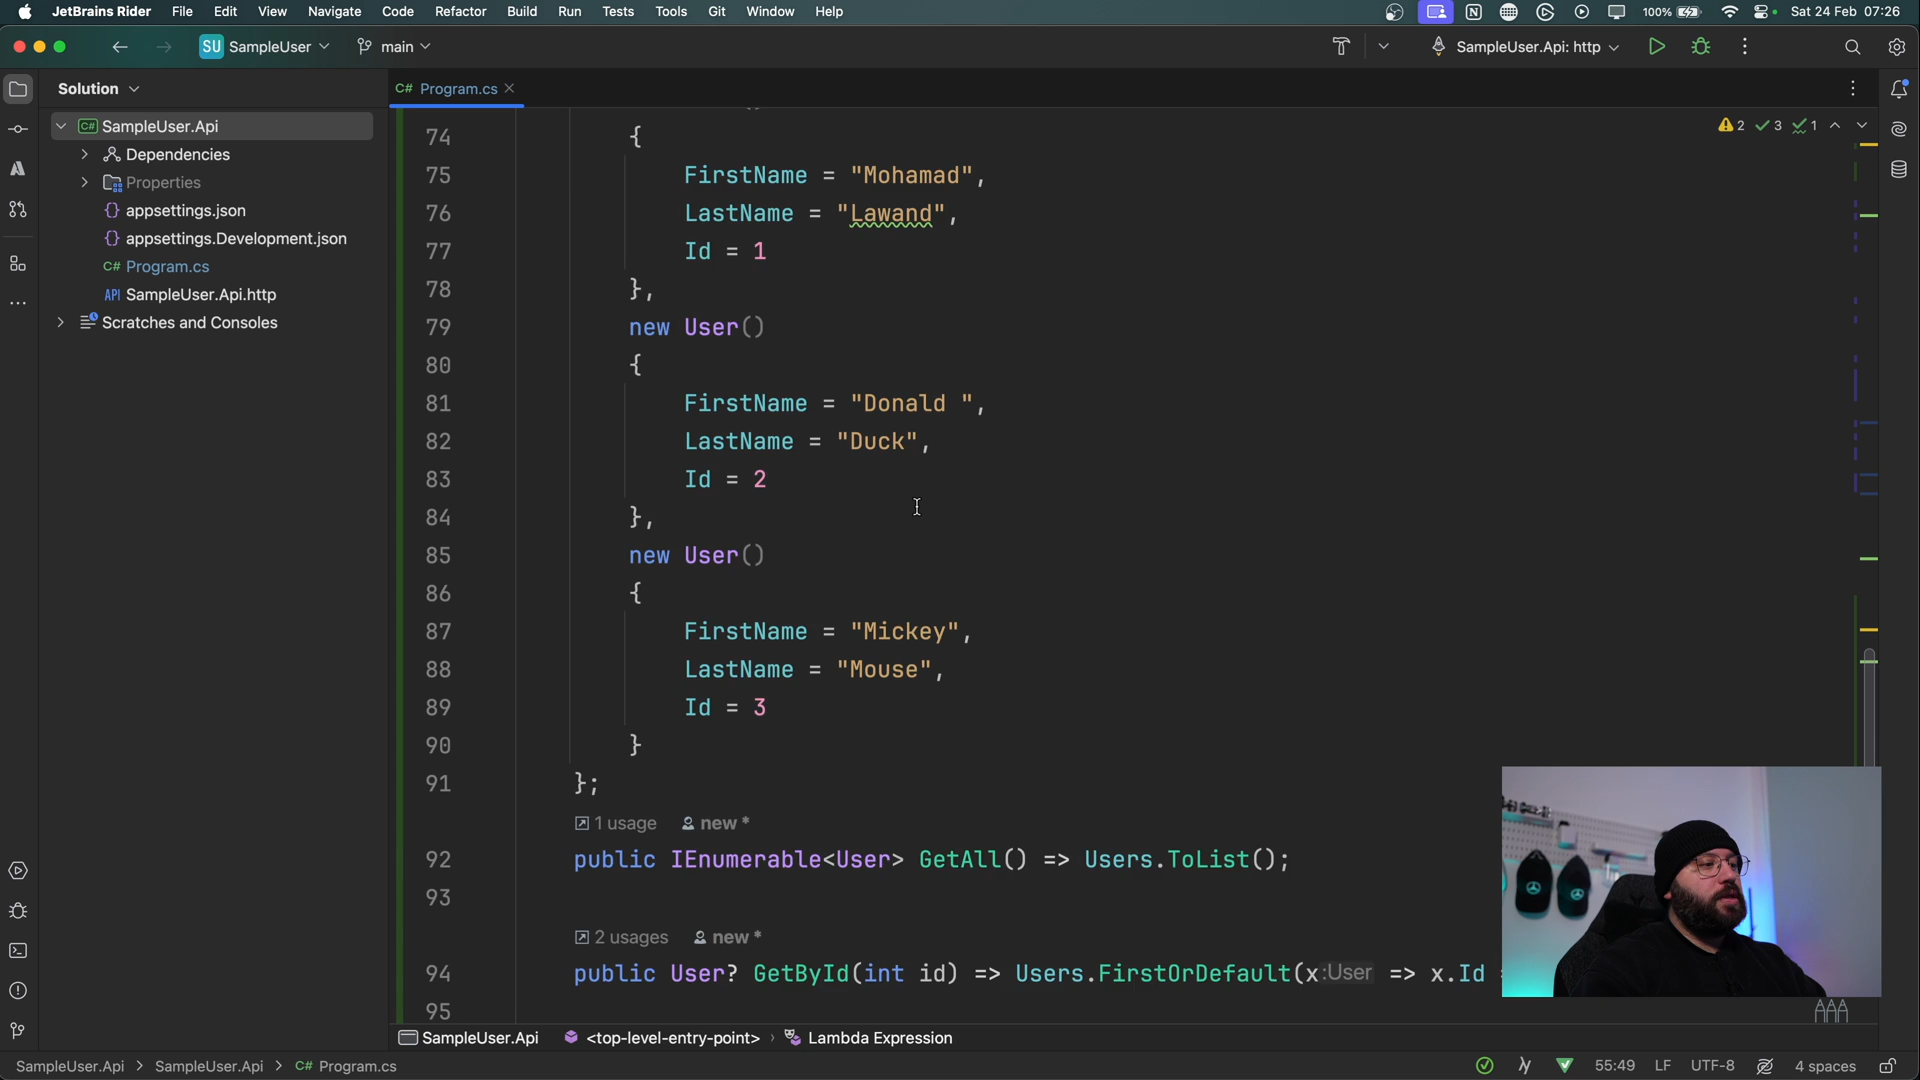 JetBrains Rider File Edit View Navigate Code Refactor Build Run Tests Tools Git Window Help 100% Sat 24 Feb 07:26
SU SampleUser main SampleUser.Api: http
Solution
C# Program.cs
2 3 1
C# SampleUser.Api
Dependencies
Properties
{} appsettings.json
{} appsettings.Development.json
C# Program.cs
API SampleUser.Api.http
Scratches and Consoles
74 {
75 FirstName = "Mohamad",
76 LastName = "Lawand",
77 Id = 1
78 },
79 new User()
80 {
81 FirstName = "Donald ",
82 LastName = "Duck",
83 Id = 2
84 },
85 new User()
86 {
87 FirstName = "Mickey",
88 LastName = "Mouse",
89 Id = 3
90 }
91 };
1 usage new *
92 public IEnumerable<User> GetAll() => Users.ToList();
93
2 usages new *
94 public User? GetById(int id) => Users.FirstOrDefault(x:User => x.Id
95
SampleUser.Api <top-level-entry-point> › Lambda Expression
SampleUser.Api > SampleUser.Api > C# Program.cs 55:49 LF UTF-8 4 spaces